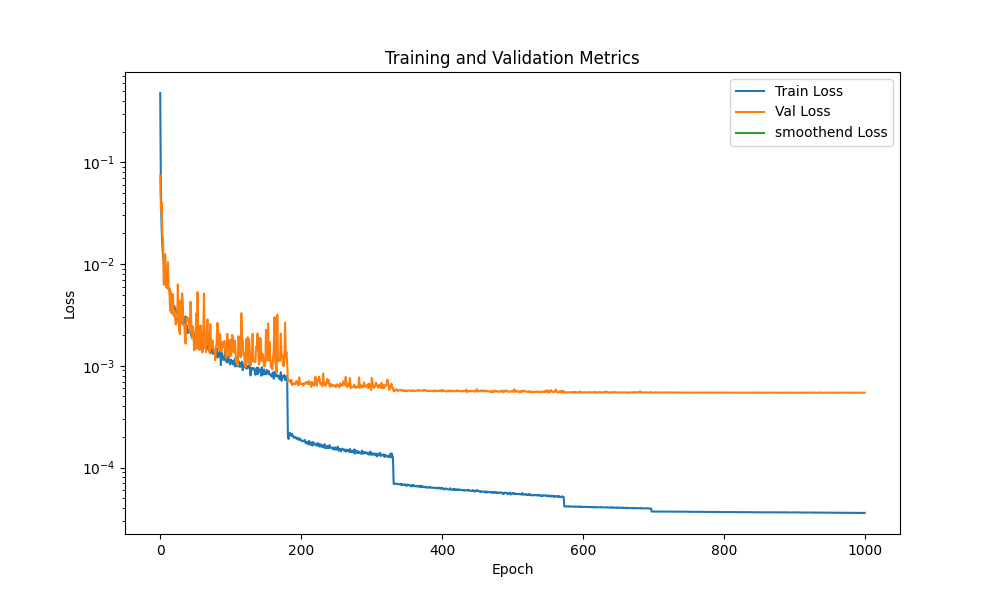 Training and Validation Metrics
Train Loss
Val Loss
smoothend Loss
Loss
10⁻¹
10⁻²
10⁻³
10⁻⁴
0 200 400 600 800 1000
Epoch